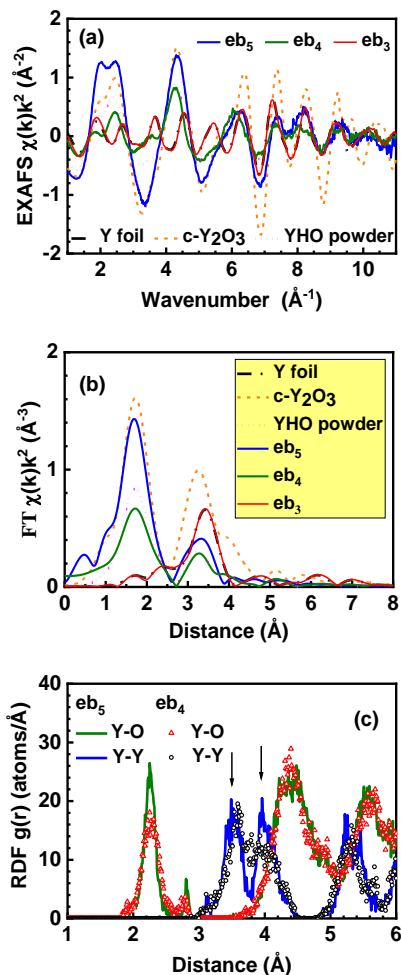 (a)
eb5 eb4 eb3
EXAFS χ(k)k² (Å⁻²)
2
1
0
-1
-2
Y foil c-Y₂O₃ YHO powder
2 4 6 8 10
Wavenumber (Å⁻¹)
(b)
FT χ(k)k² (Å⁻³)
2
1
0
Y foil
c-Y₂O₃
YHO powder
eb₅
eb₄
eb₃
0 1 2 3 4 5 6 7 8
Distance (Å)
(c)
eb₅ eb₄
Y-O Y-O
Y-Y Y-Y
RDF g(r) (atoms/Å)
40
30
20
10
0
1 2 3 4 5 6
Distance (Å)